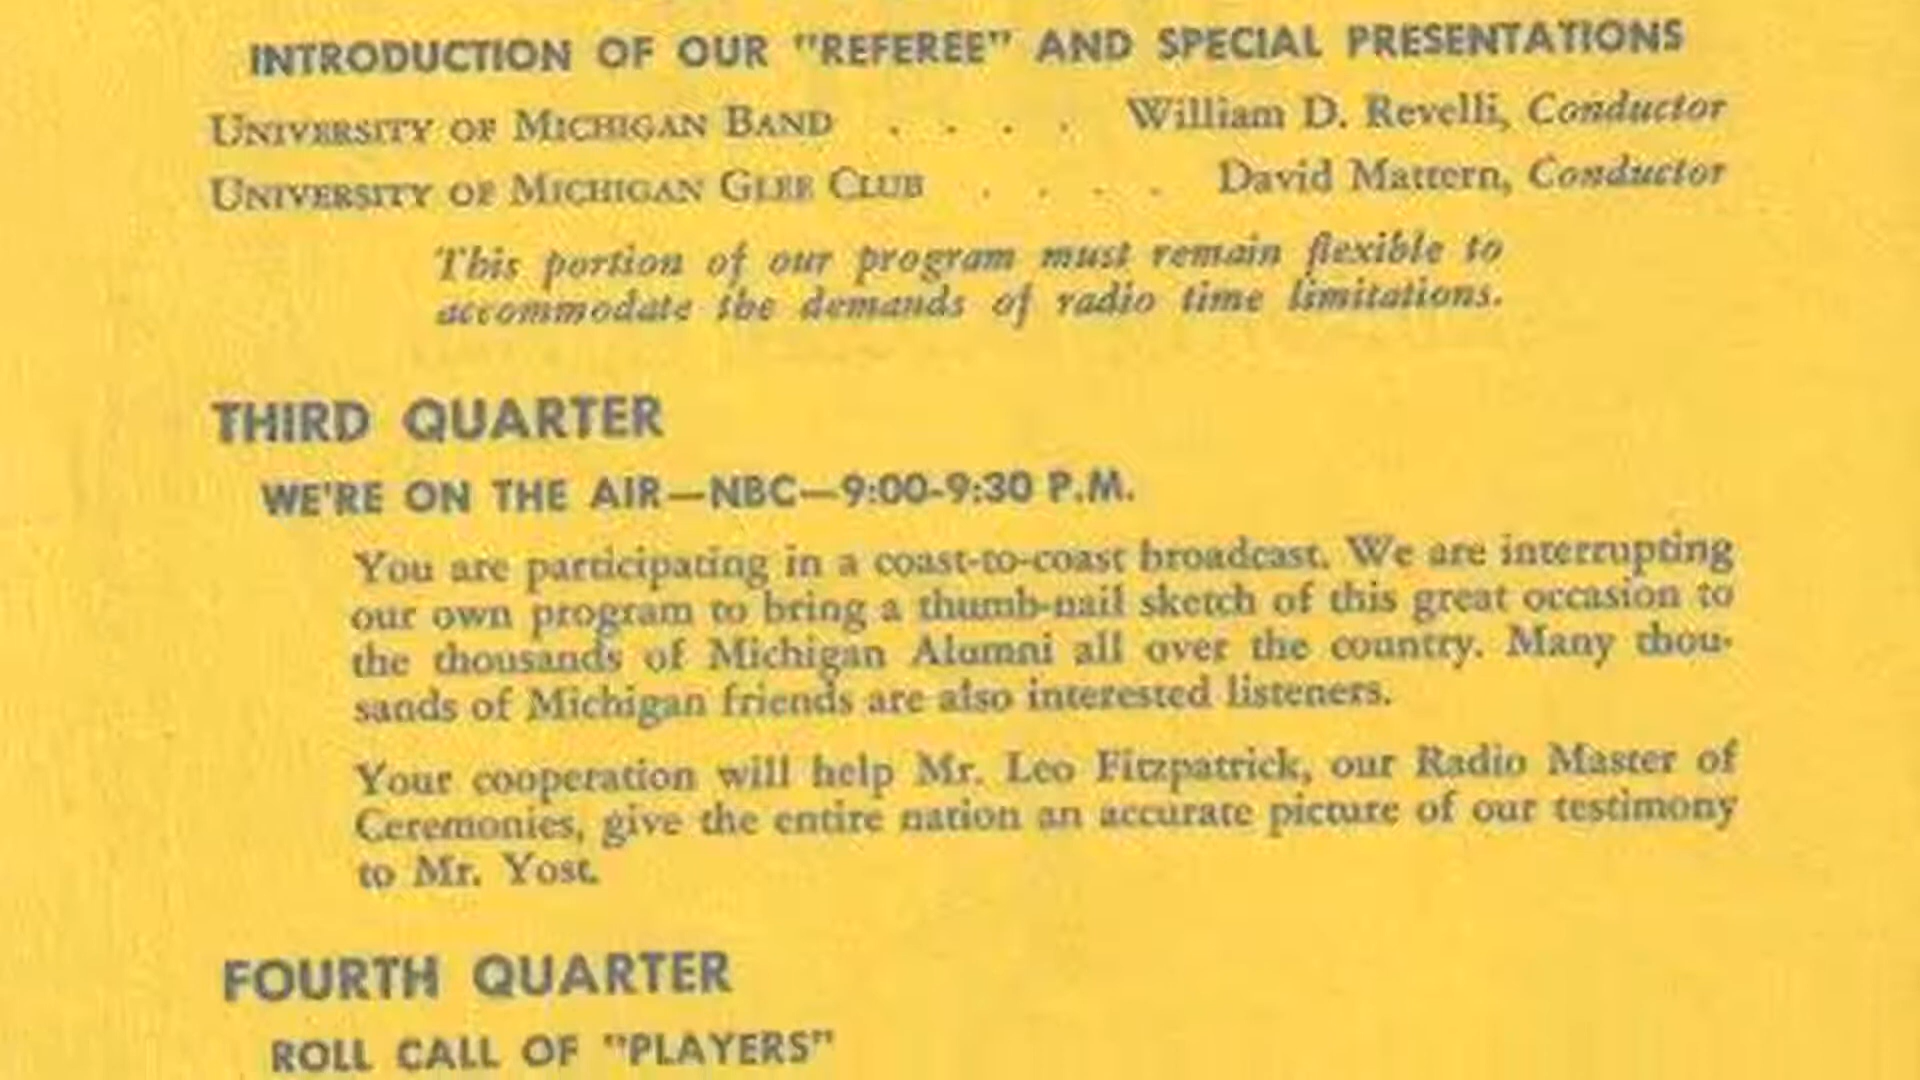 INTRODUCTION OF OUR "REFEREE" AND SPECIAL PRESENTATIONS
UNIVERSITY OF MICHIGAN BAND . . . . William D. Revelli, Conductor
UNIVERSITY OF MICHIGAN GLEE CLUB . . . . David Mattern, Conductor
This portion of our program must remain flexible to
accommodate the demands of radio time limitations.
THIRD QUARTER
WE'RE ON THE AIR—NBC—9:00-9:30 P.M.
You are participating in a coast-to-coast broadcast. We are interrupting
our own program to bring a thumb-nail sketch of this great occasion to
the thousands of Michigan Alumni all over the country. Many thou-
sands of Michigan friends are also interested listeners.
Your cooperation will help Mr. Leo Fitzpatrick, our Radio Master of
Ceremonies, give the entire nation an accurate picture of our testimony
to Mr. Yost.
FOURTH QUARTER
ROLL CALL OF "PLAYERS"